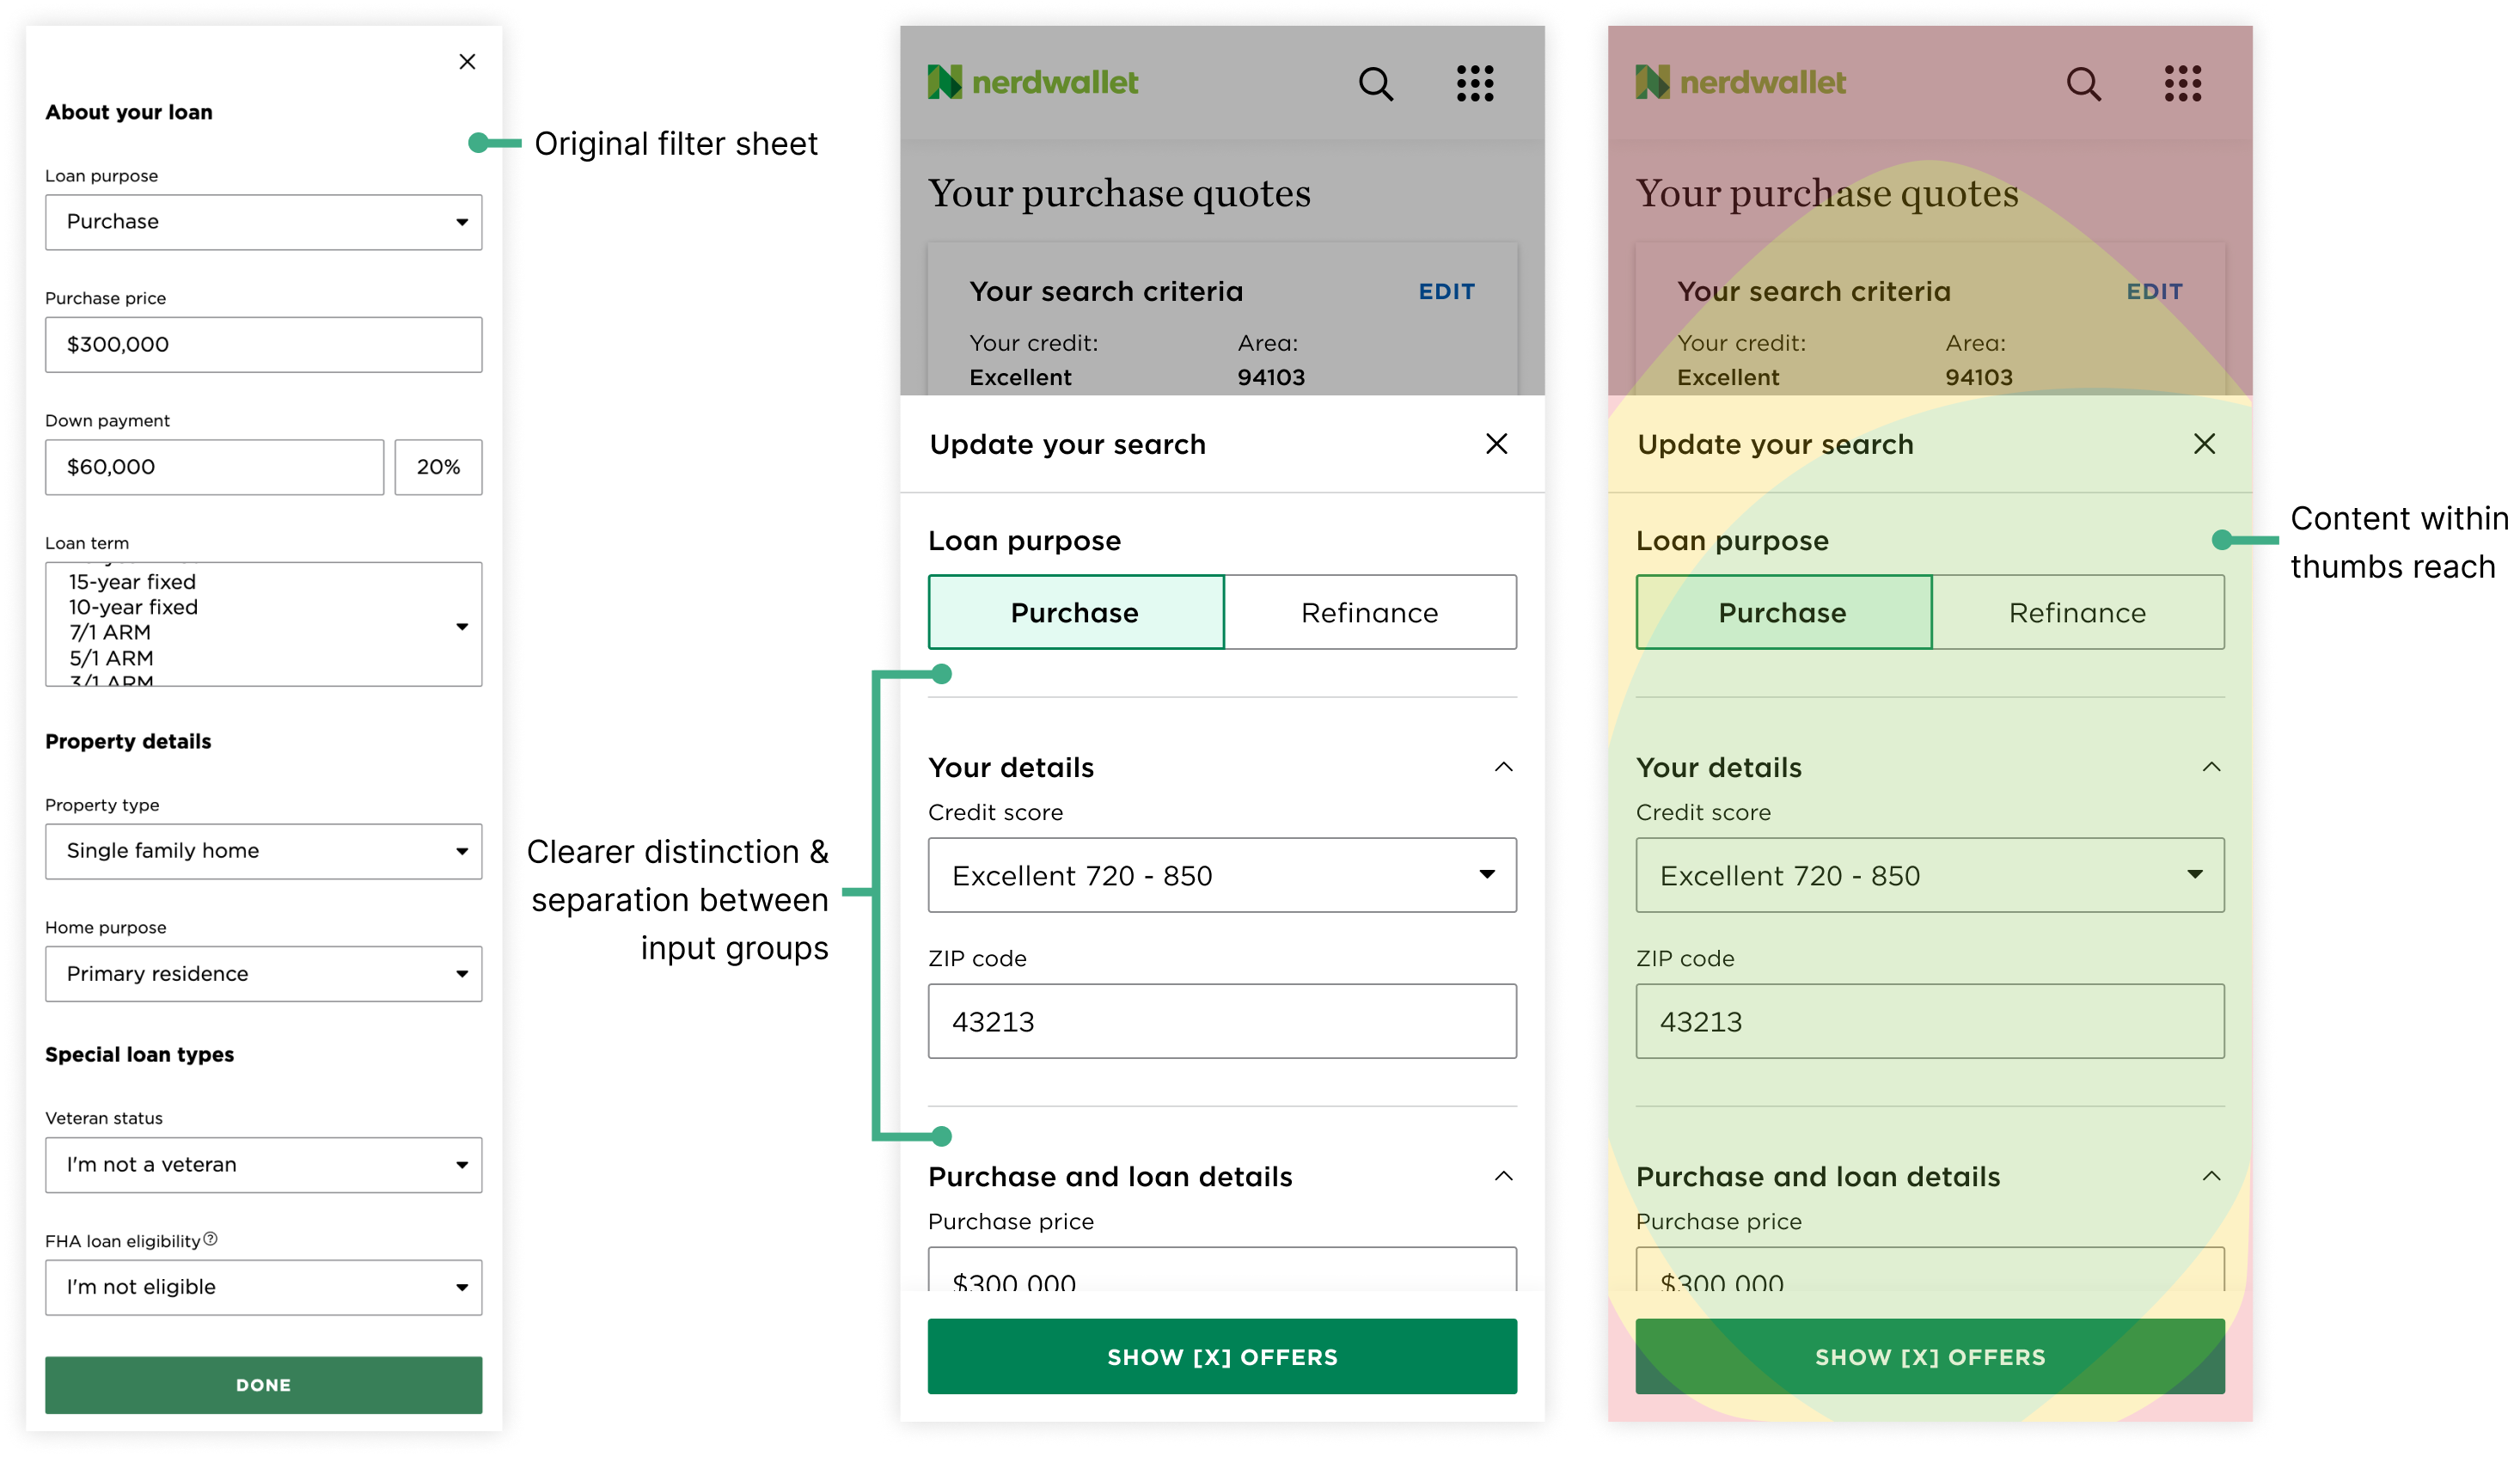 About your loan
Original filter sheet
Loan purpose
Purchase
Purchase price
$300,000
Down payment
$60,000
20%
Loan term
15-year fixed
10-year fixed
7/1 ARM
5/1 ARM
3/1 ARM
Property details
Property type
Single family home
Home purpose
Primary residence
Special loan types
Veteran status
I'm not a veteran
FHA loan eligibility?
I'm not eligible
DONE
Clearer distinction &
separation between
input groups
nerdwallet
Your purchase quotes
Your search criteria
EDIT
Your credit:
Area:
Excellent
94103
Update your search
Loan purpose
Purchase
Refinance
Your details
Credit score
Excellent 720 - 850
ZIP code
43213
Purchase and loan details
Purchase price
$300 000
SHOW [X] OFFERS
nerdwallet
Your purchase quotes
Your search criteria
EDIT
Your credit:
Area:
Excellent
94103
Update your search
Loan purpose
Purchase
Refinance
Your details
Credit score
Excellent 720 - 850
ZIP code
43213
Purchase and loan details
Purchase price
$300 000
SHOW [X] OFFERS
Content within
thumbs reach